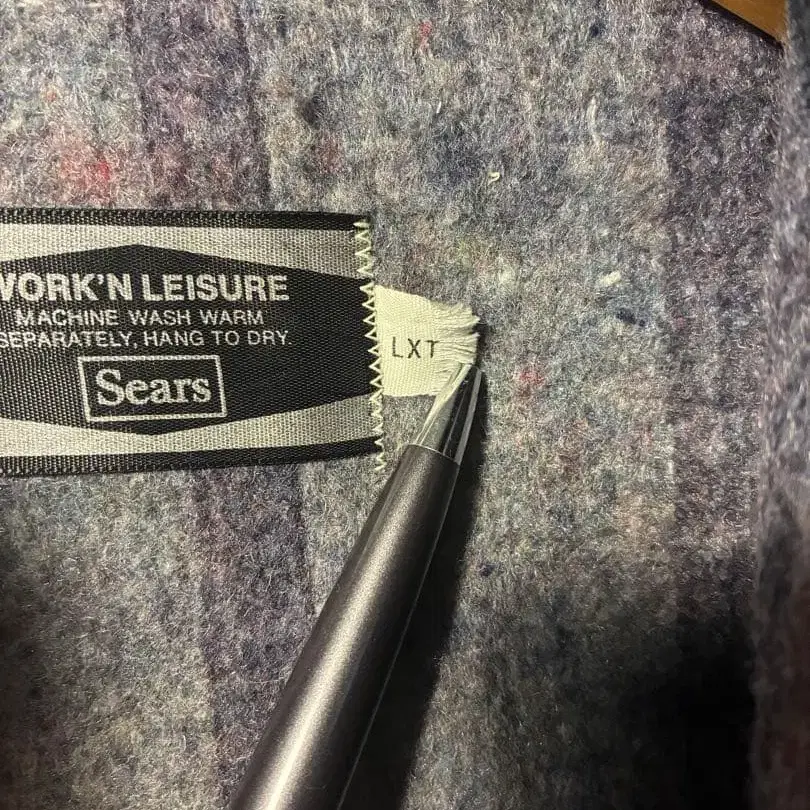 WORK'N LEISURE
MACHINE WASH WARM
SEPARATELY, HANG TO DRY
Sears
LXT